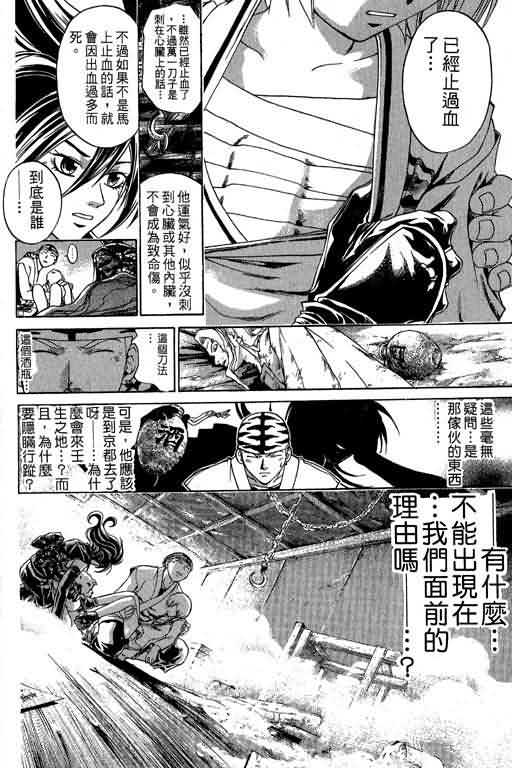 已經止過血
了…
…雖然已經止血了
，不過萬一刀子是
刺在心臟上的話…
不過如果不是馬
上止血的話，就
會因出血過多而
死。
他運氣好，似乎沒刺
到心臟或其他內臟，
不會成為致命傷。
到底是誰
…
這個刀法
…
這個酒瓶…
這些毫無
疑問…是
那傢伙的東西
…
可是，他應該
是到京都去了
呀……為什
麼會來壬
生之地…？而
且，為什麼
要隱瞞行蹤？
有什麼…
不能出現在
…我們面前的
理由嗎
……？